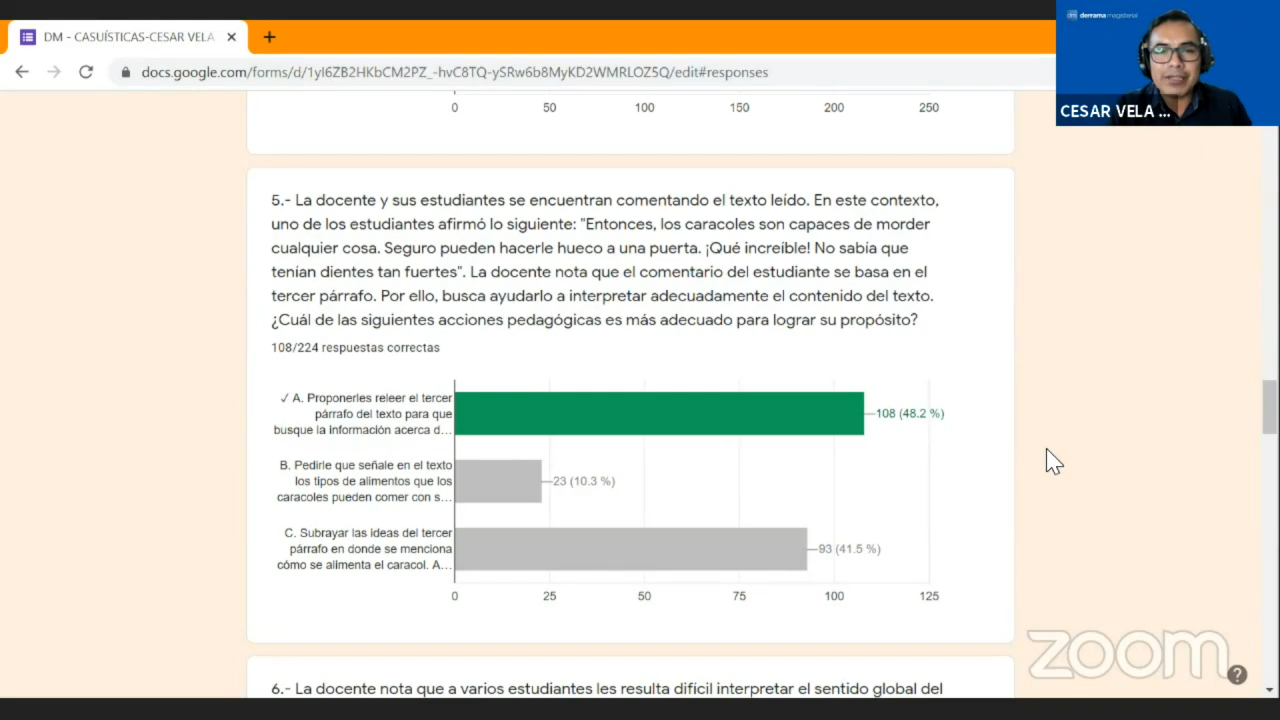 DM - CASUÍSTICAS-CESAR VELA
docs.google.com/forms/d/1yI6ZB2HKbCM2PZ_-hvC8TQ-ySRw6b8MyKD2WMRLOZ5Q/edit#responses
dm derrama magisterial
CESAR VELA ...
0 50 100 150 200 250
5.- La docente y sus estudiantes se encuentran comentando el texto leído. En este contexto,
uno de los estudiantes afirmó lo siguiente: "Entonces, los caracoles son capaces de morder
cualquier cosa. Seguro pueden hacerle hueco a una puerta. ¡Qué increíble! No sabía que
tenían dientes tan fuertes". La docente nota que el comentario del estudiante se basa en el
tercer párrafo. Por ello, busca ayudarlo a interpretar adecuadamente el contenido del texto.
¿Cuál de las siguientes acciones pedagógicas es más adecuado para lograr su propósito?
108/224 respuestas correctas
✓ A. Proponerles releer el tercer
párrafo del texto para que
busque la información acerca d...
108 (48.2 %)
B. Pedirle que señale en el texto
los tipos de alimentos que los
caracoles pueden comer con s...
23 (10.3 %)
C. Subrayar las ideas del tercer
párrafo en donde se menciona
cómo se alimenta el caracol. A...
93 (41.5 %)
0 25 50 75 100 125
zoom
6.- La docente nota que a varios estudiantes les resulta difícil interpretar el sentido global del